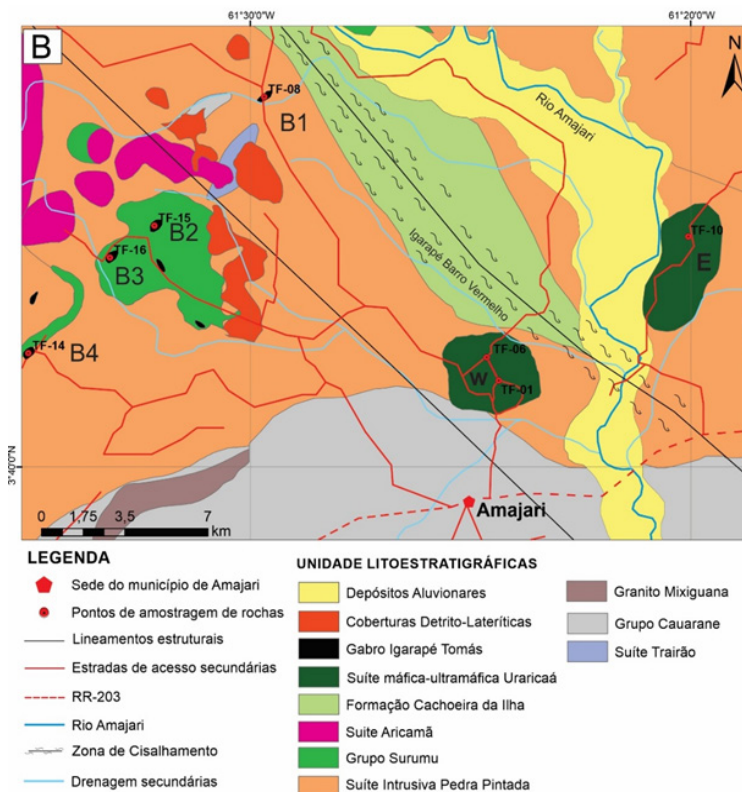 B
61°30'0"W
61°20'0"W
N
TF-08
B1
Rio Amajari
TF-15
B2
TF-16
B3
TF-10
E
Igarapé Barro Vermelho
TF-14
B4
TF-06
W
TF-01
3°40'0"N
Amajari
0 1,75 3,5 7
km
LEGENDA
Sede do município de Amajari
Pontos de amostragem de rochas
Lineamentos estruturais
Estradas de acesso secundárias
RR-203
Rio Amajari
Zona de Cisalhamento
Drenagem secundárias
UNIDADE LITOESTRATIGRÁFICAS
Depósitos Aluvionares
Coberturas Detrito-Lateríticas
Gabro Igarapé Tomás
Suíte máfica-ultramáfica Uraricaá
Formação Cachoeira da Ilha
Suite Aricamã
Grupo Surumu
Suíte Intrusiva Pedra Pintada
Granito Mixiguana
Grupo Cauarane
Suíte Trairão